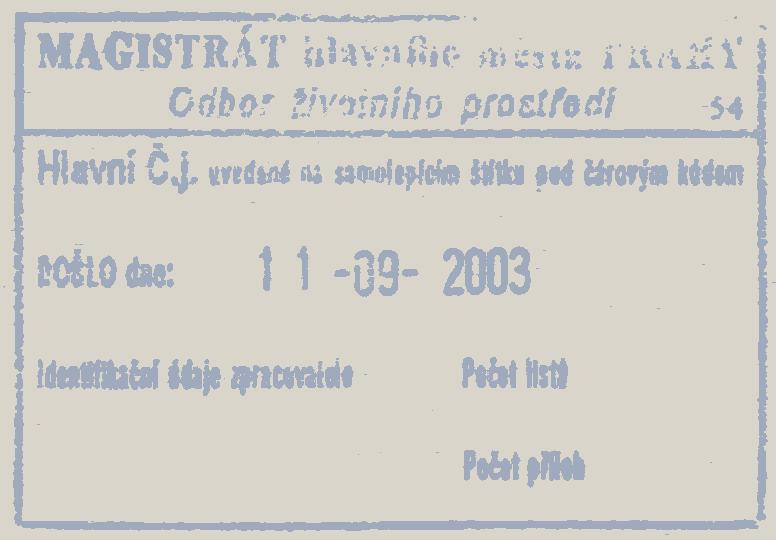 MAGISTRÁT hlavního města PRAHY
Odbor životního prostředí 54
Hlavní Č.j. uvedené na samolepícím štítku pod čárovým kódem
DOŠLO dne: 11 -09- 2003
Identifikační údaje zpracovatele Počet listů
Počet příloh